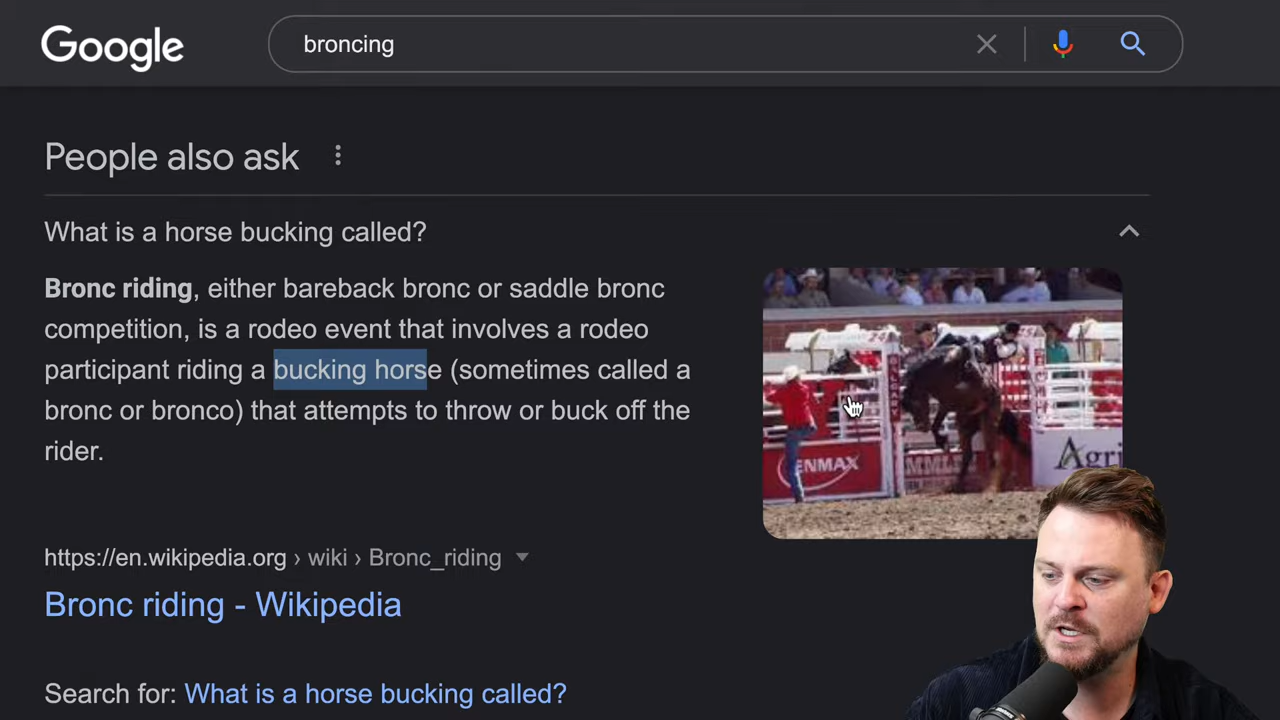 Google
broncing
People also ask
What is a horse bucking called?
Bronc riding, either bareback bronc or saddle bronc
competition, is a rodeo event that involves a rodeo
participant riding a bucking horse (sometimes called a
bronc or bronco) that attempts to throw or buck off the
rider.
ENMAX
Agri
https://en.wikipedia.org › wiki › Bronc_riding
Bronc riding - Wikipedia
Search for: What is a horse bucking called?